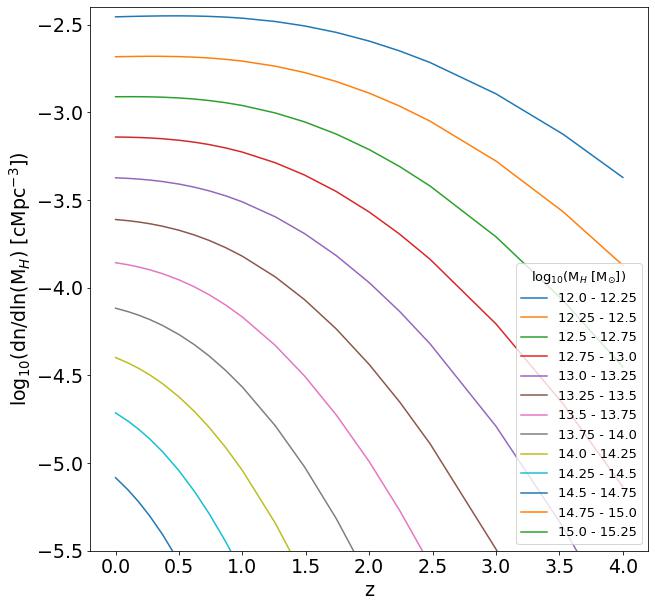 −2.5
−3.0
−3.5
−4.0
−4.5
−5.0
−5.5
log₁₀(dn/dln(M_H) [cMpc⁻³])
log₁₀(M_H [M_⊙])
12.0 - 12.25
12.25 - 12.5
12.5 - 12.75
12.75 - 13.0
13.0 - 13.25
13.25 - 13.5
13.5 - 13.75
13.75 - 14.0
14.0 - 14.25
14.25 - 14.5
14.5 - 14.75
14.75 - 15.0
15.0 - 15.25
0.0 0.5 1.0 1.5 2.0 2.5 3.0 3.5 4.0
z